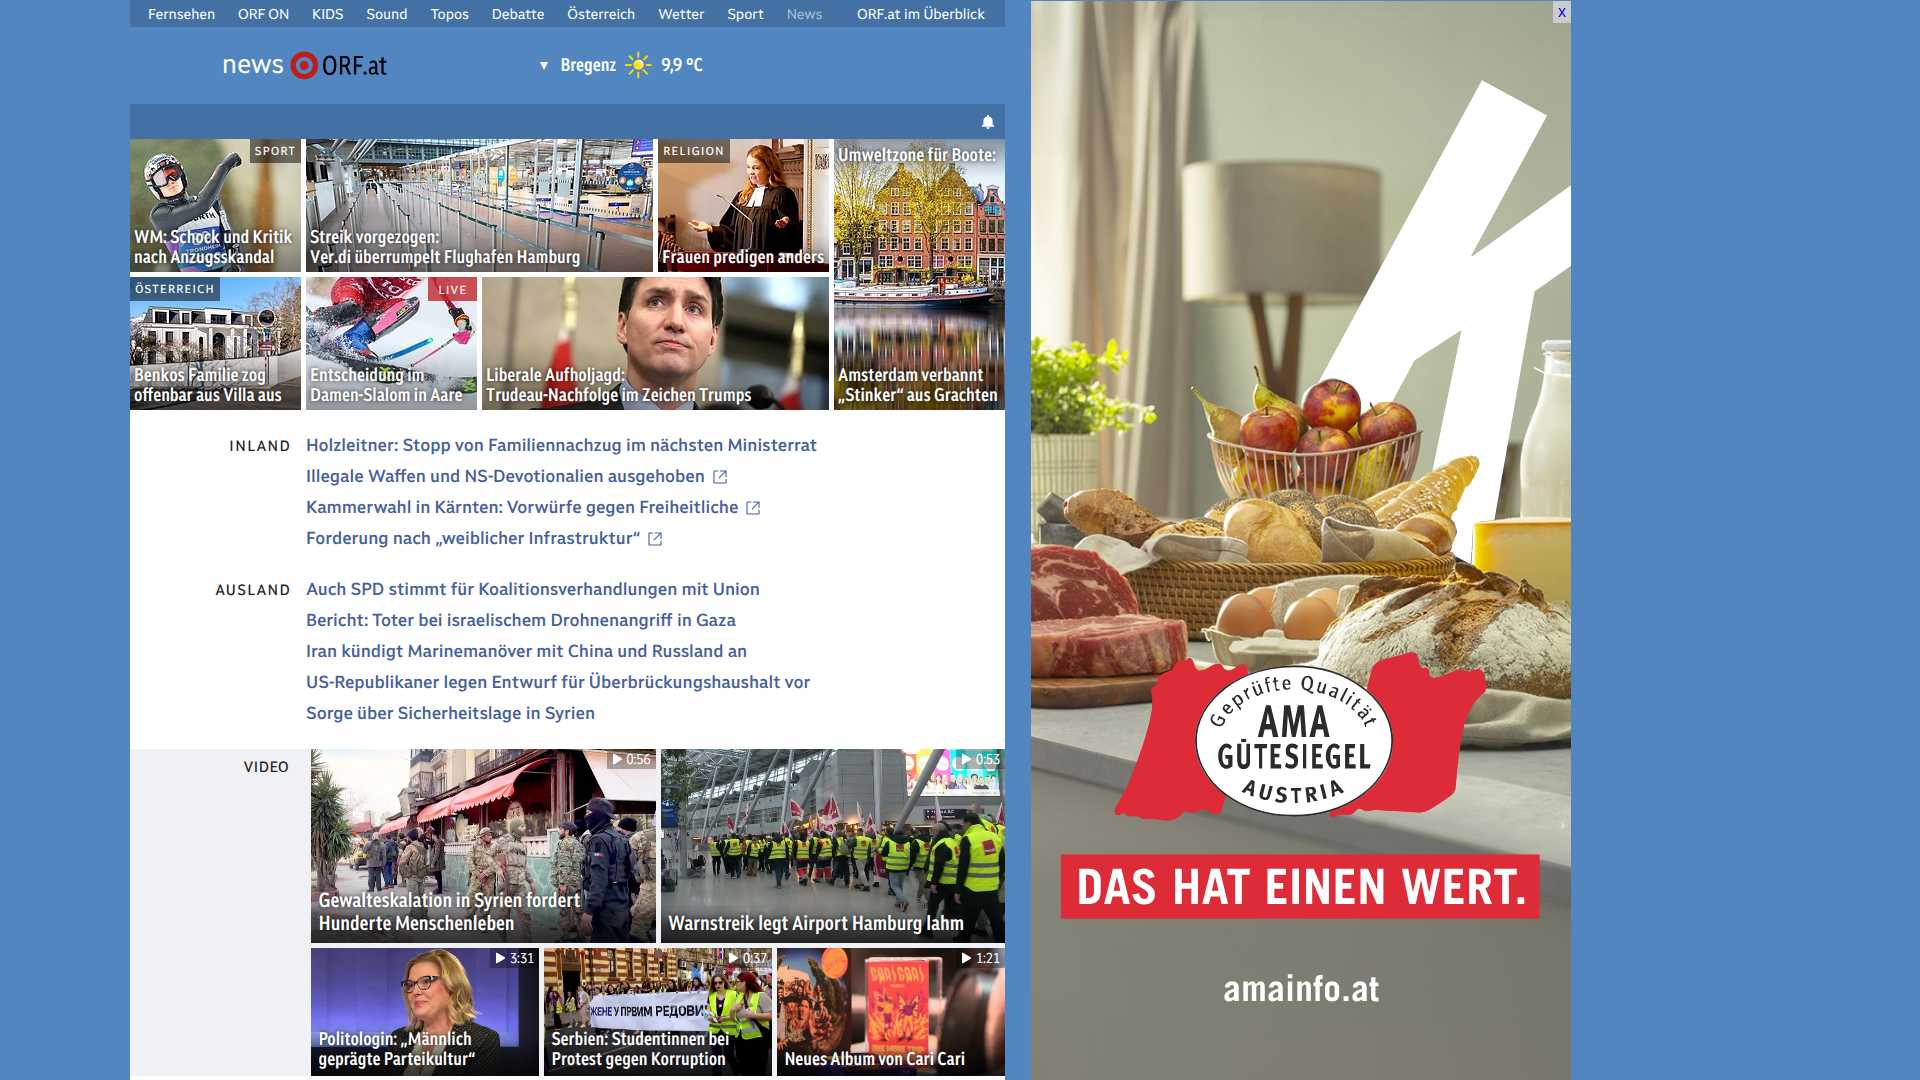 Fernsehen ORF ON KIDS Sound Topos Debatte Österreich Wetter Sport News ORF.at im Überblick
news ORF.at
▼ Bregenz 9,9 °C
SPORT
WM: Schock und Kritik
nach Anzugsskandal
Streik vorgezogen:
Ver.di überrumpelt Flughafen Hamburg
RELIGION
Frauen predigen anders
Umweltzone für Boote:
Amsterdam verbannt
„Stinker“ aus Grachten
ÖSTERREICH
Benkos Familie zog
offenbar aus Villa aus
LIVE
Entscheidung im
Damen-Slalom in Aare
Liberale Aufholjagd:
Trudeau-Nachfolge im Zeichen Trumps
INLAND
Holzleitner: Stopp von Familiennachzug im nächsten Ministerrat
Illegale Waffen und NS-Devotionalien ausgehoben
Kammerwahl in Kärnten: Vorwürfe gegen Freiheitliche
Forderung nach „weiblicher Infrastruktur“
AUSLAND
Auch SPD stimmt für Koalitionsverhandlungen mit Union
Bericht: Toter bei israelischem Drohnenangriff in Gaza
Iran kündigt Marinemanöver mit China und Russland an
US-Republikaner legen Entwurf für Überbrückungshaushalt vor
Sorge über Sicherheitslage in Syrien
VIDEO
0:56
Gewalteskalation in Syrien fordert
Hunderte Menschenleben
0:53
Warnstreik legt Airport Hamburg lahm
3:31
Politologin: „Männlich
geprägte Parteikultur“
0:37
ЖЕНЕ У ПРВИМ РЕДОВИ
Serbien: Studentinnen bei
Protest gegen Korruption
1:21
Neues Album von Cari Cari
X
K
Geprüfte Qualität
AMA
GÜTESIEGEL
AUSTRIA
DAS HAT EINEN WERT.
amainfo.at